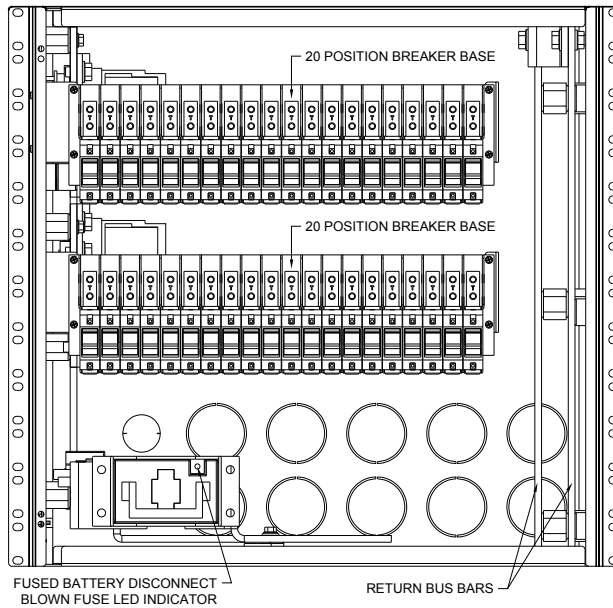 20 POSITION BREAKER BASE
20 POSITION BREAKER BASE
FUSED BATTERY DISCONNECT
BLOWN FUSE LED INDICATOR
RETURN BUS BARS